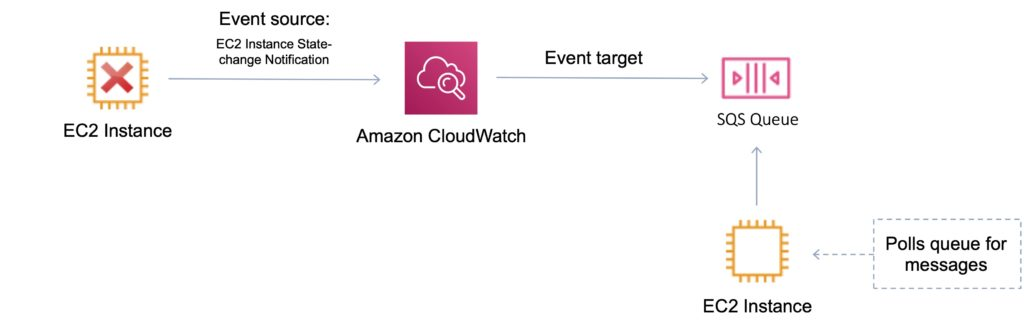 Event source:
EC2 Instance State-
change Notification
Event target
EC2 Instance
Amazon CloudWatch
SQS Queue
Polls queue for
messages
EC2 Instance